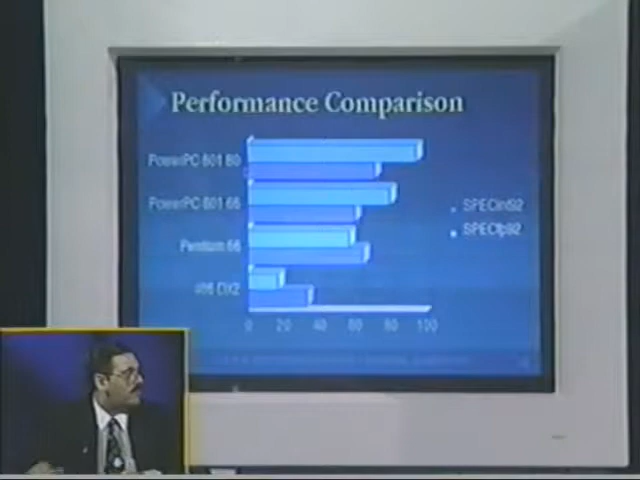 Performance Comparison
PowerPC 601 80
PowerPC 601 66
SPECint92
SPECfp92
Pentium 66
486 DX2
0 20 40 60 80 100